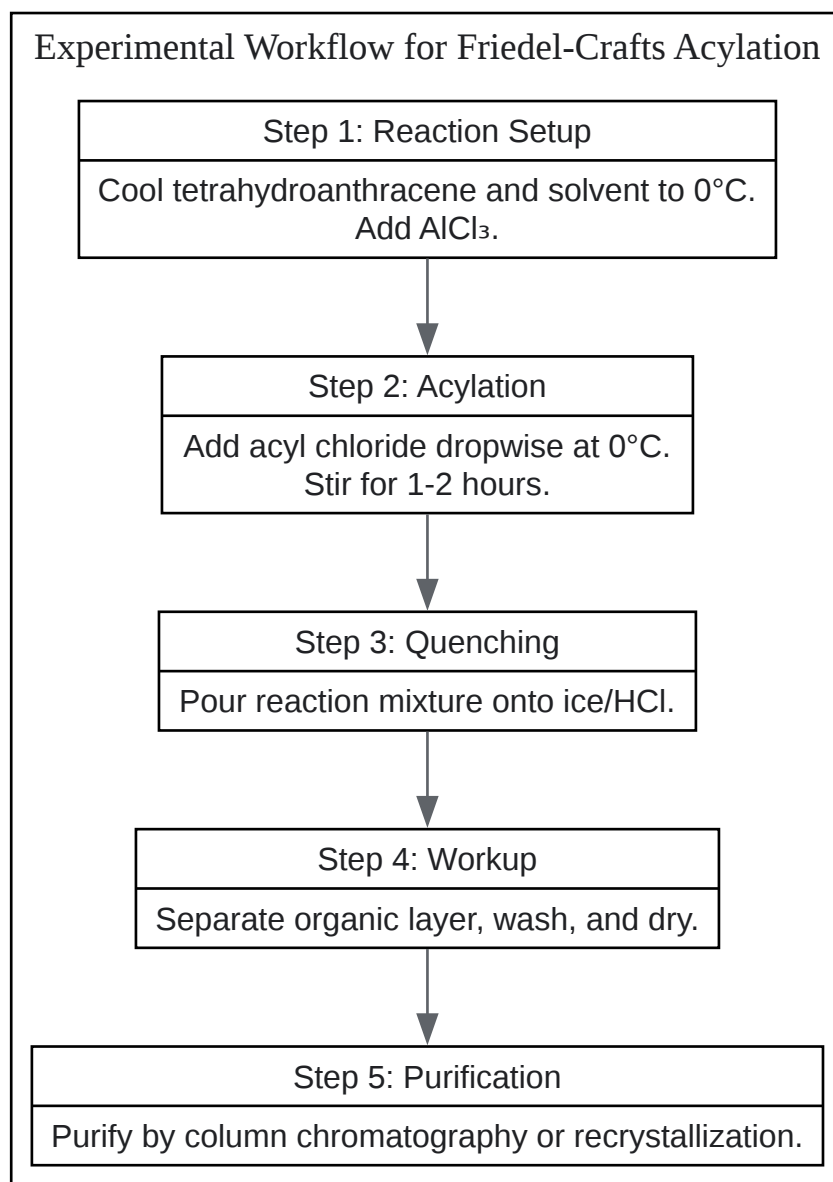 Experimental Workflow for Friedel-Crafts Acylation
Step 1: Reaction Setup
Cool tetrahydroanthracene and solvent to 0°C.
Add AlCl₃.
Step 2: Acylation
Add acyl chloride dropwise at 0°C.
Stir for 1-2 hours.
Step 3: Quenching
Pour reaction mixture onto ice/HCl.
Step 4: Workup
Separate organic layer, wash, and dry.
Step 5: Purification
Purify by column chromatography or recrystallization.